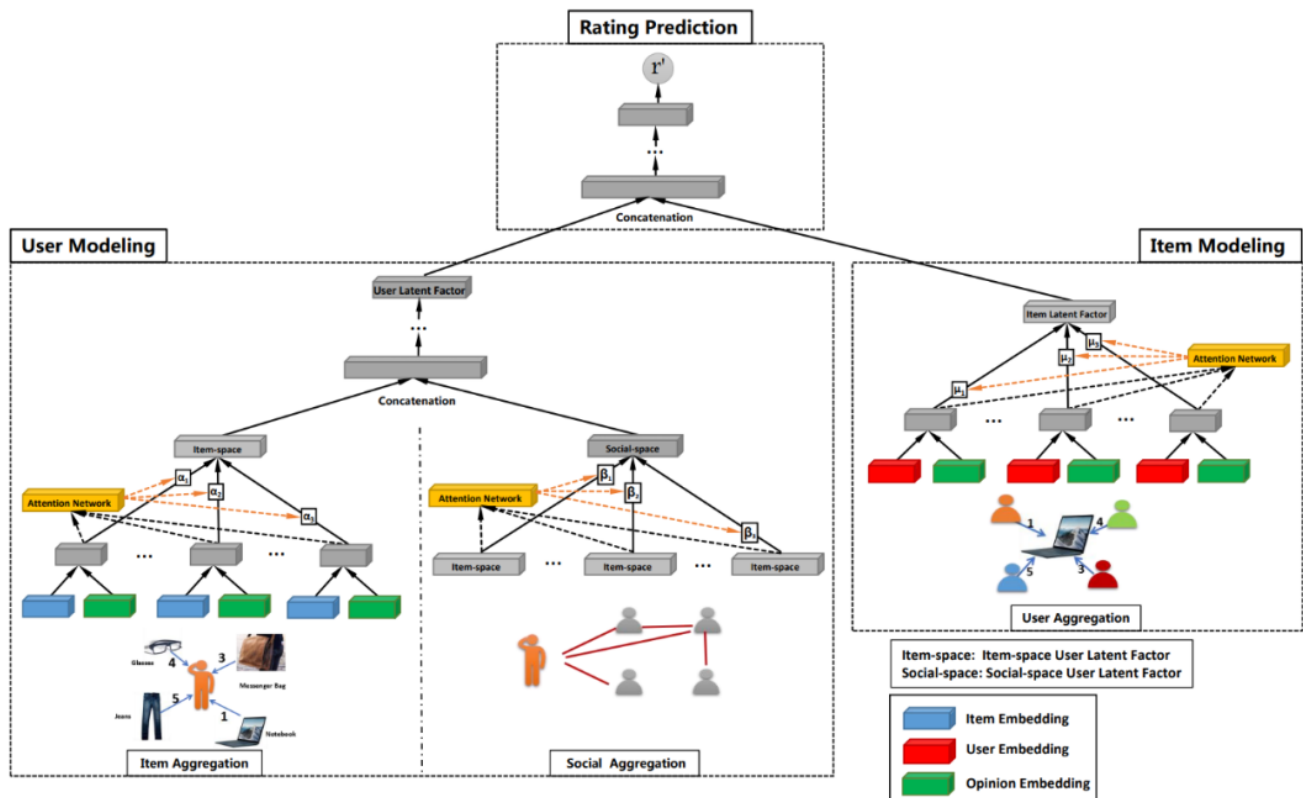 Rating Prediction
r'
...
Concatenation
User Modeling
User Latent Factor
...
Concatenation
Item-space
α₁
α₂
α₃
Attention Network
... ...
Glasses
4
3
Messenger Bag
5
Jeans
1
Notebook
Item Aggregation
Social-space
β₁
β₂
β₃
Attention Network
Item-space ... Item-space ... Item-space
Social Aggregation
Item Modeling
Item Latent Factor
μ₃
μ₂
μ₁
Attention Network
... ...
1
4
5
3
User Aggregation
Item-space: Item-space User Latent Factor
Social-space: Social-space User Latent Factor
Item Embedding
User Embedding
Opinion Embedding